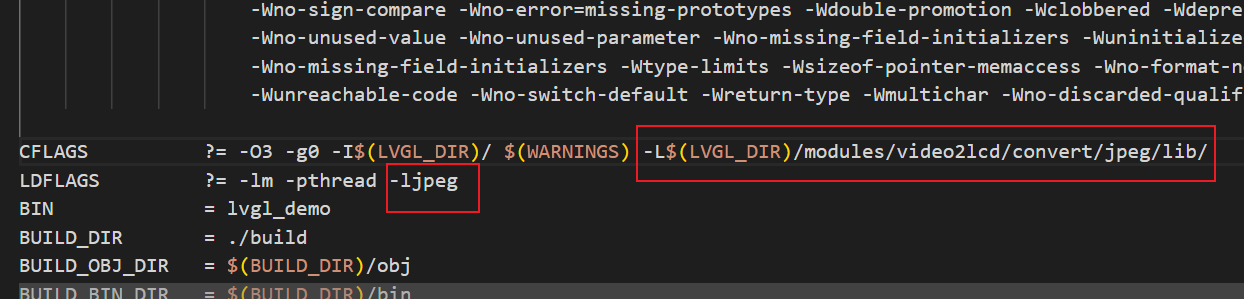 -Wno-sign-compare -Wno-error=missing-prototypes -Wdouble-promotion -Wclobbered -Wdepre
-Wno-unused-value -Wno-unused-parameter -Wno-missing-field-initializers -Wuninitialize
-Wno-missing-field-initializers -Wtype-limits -Wsizeof-pointer-memaccess -Wno-format-n
-Wunreachable-code -Wno-switch-default -Wreturn-type -Wmultichar -Wno-discarded-qualif
CFLAGS ?= -O3 -g0 -I$(LVGL_DIR)/ $(WARNINGS) -L$(LVGL_DIR)/modules/video2lcd/convert/jpeg/lib/
LDFLAGS ?= -lm -pthread -ljpeg
BIN = lvgl_demo
BUILD_DIR = ./build
BUILD_OBJ_DIR = $(BUILD_DIR)/obj
BUILD_BIN_DIR = $(BUILD_DIR)/bin